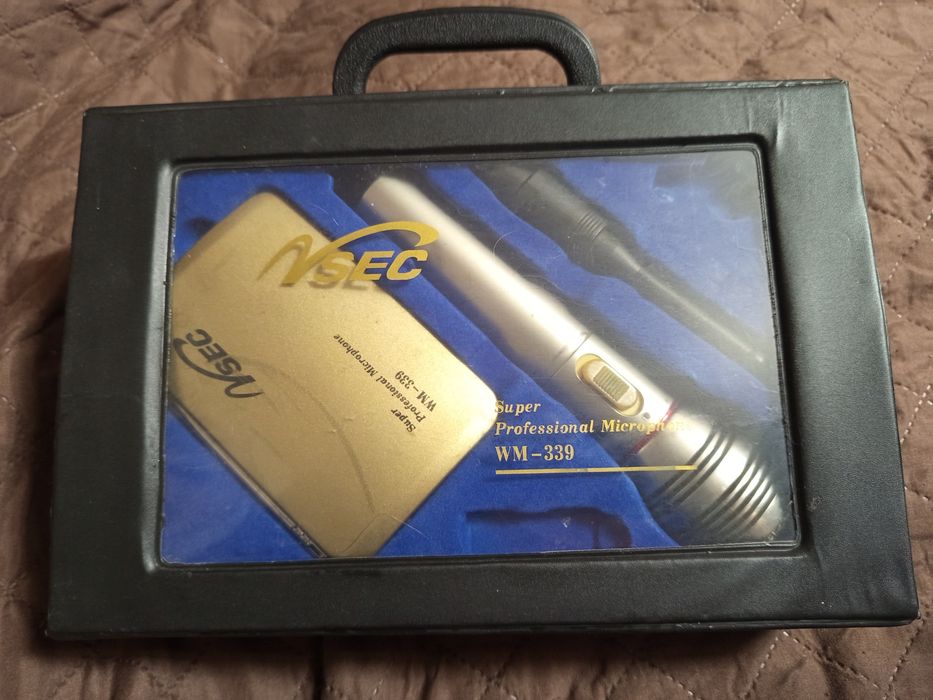 NSEC
Super
Professional Microphone
WM-339
NSEC
Super
Professional Microphone
WM-339